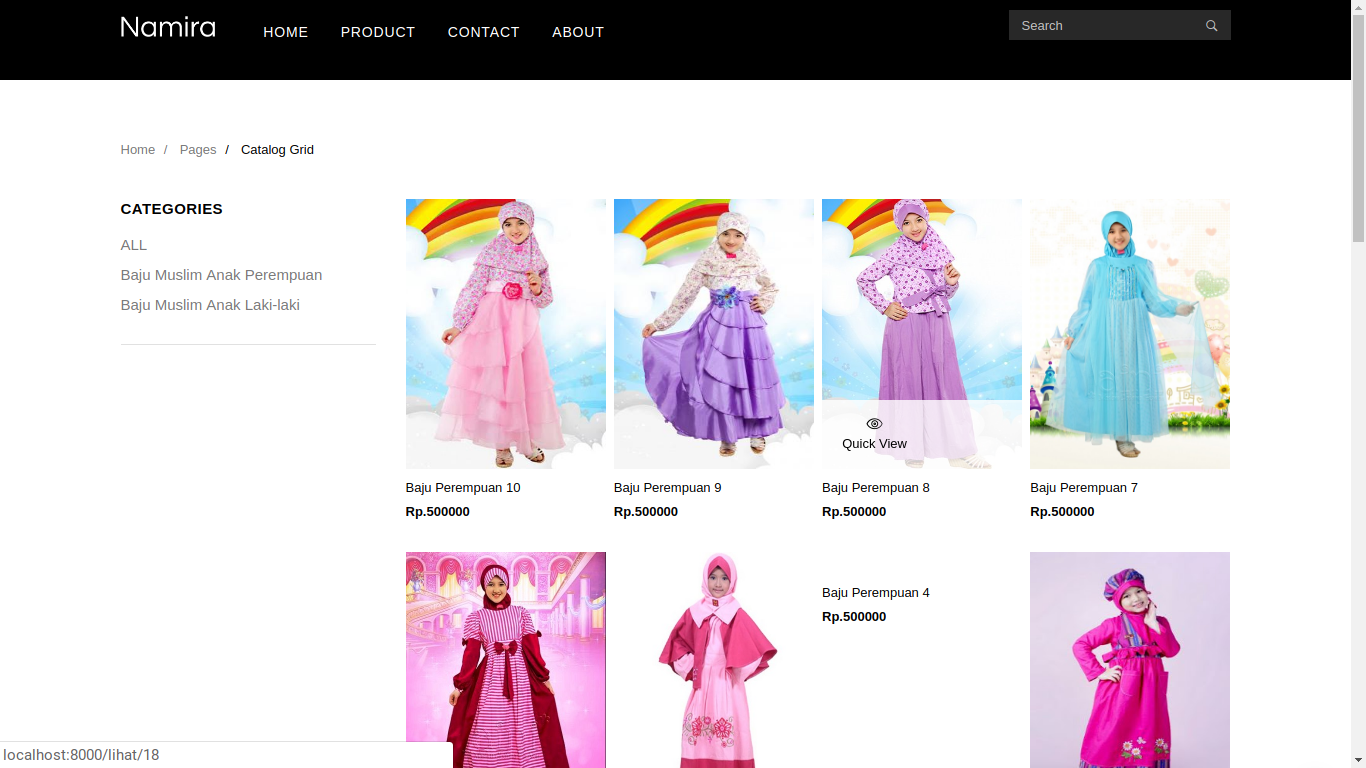 Namira
HOME PRODUCT CONTACT ABOUT
Search
Home / Pages / Catalog Grid
CATEGORIES
ALL
Baju Muslim Anak Perempuan
Baju Muslim Anak Laki-laki
Quick View
Baju Perempuan 10
Rp.500000
Baju Perempuan 9
Rp.500000
Baju Perempuan 8
Rp.500000
Baju Perempuan 7
Rp.500000
Baju Perempuan 4
Rp.500000
localhost:8000/lihat/18